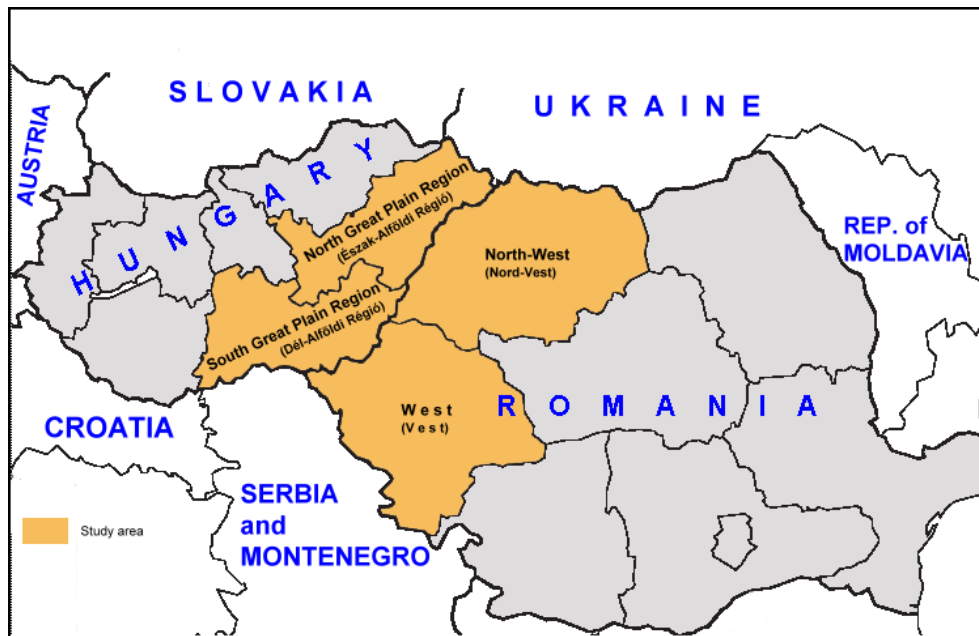 SLOVAKIA
UKRAINE
AUSTRIA
HUNGARY
North Great Plain Region
(Észak-Alföldi Régió)
North-West
(Nord-Vest)
REP. of
MOLDAVIA
South Great Plain Region
(Dél-Alföldi Régió)
West
(Vest)
ROMANIA
CROATIA
SERBIA
and
MONTENEGRO
Study area